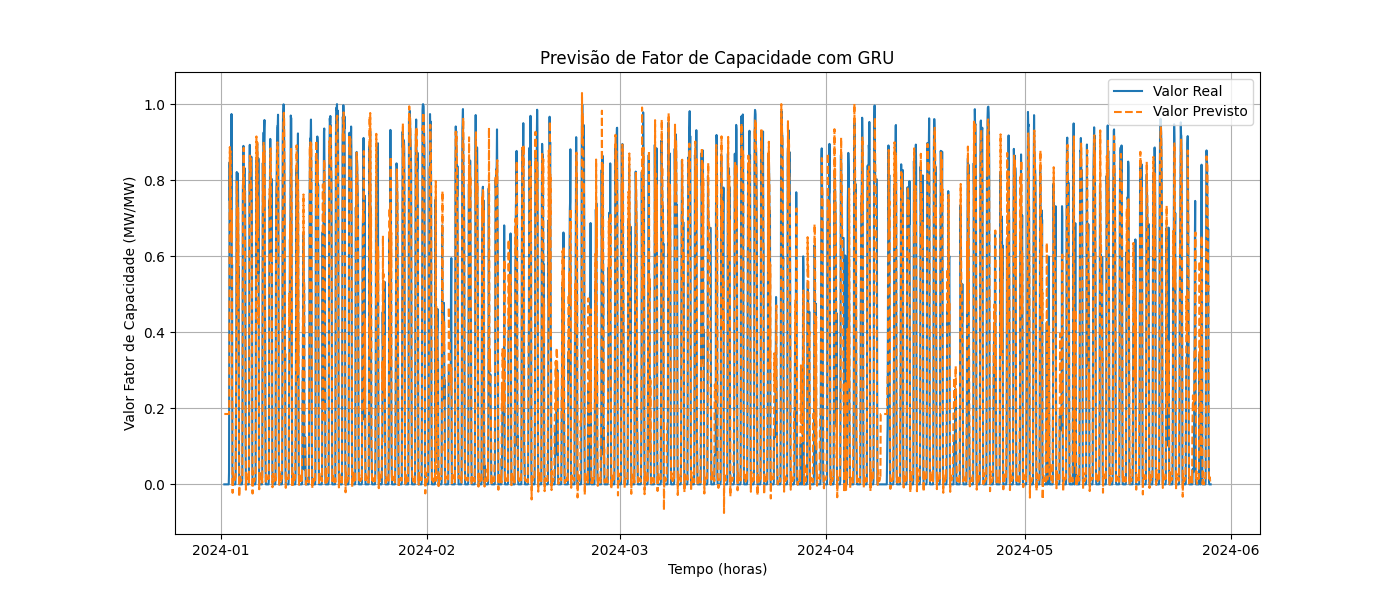 Previsão de Fator de Capacidade com GRU
Valor Real
Valor Previsto
Valor Fator de Capacidade (MW/MW)
1.0
0.8
0.6
0.4
0.2
0.0
2024-01
2024-02
2024-03
2024-04
2024-05
2024-06
Tempo (horas)